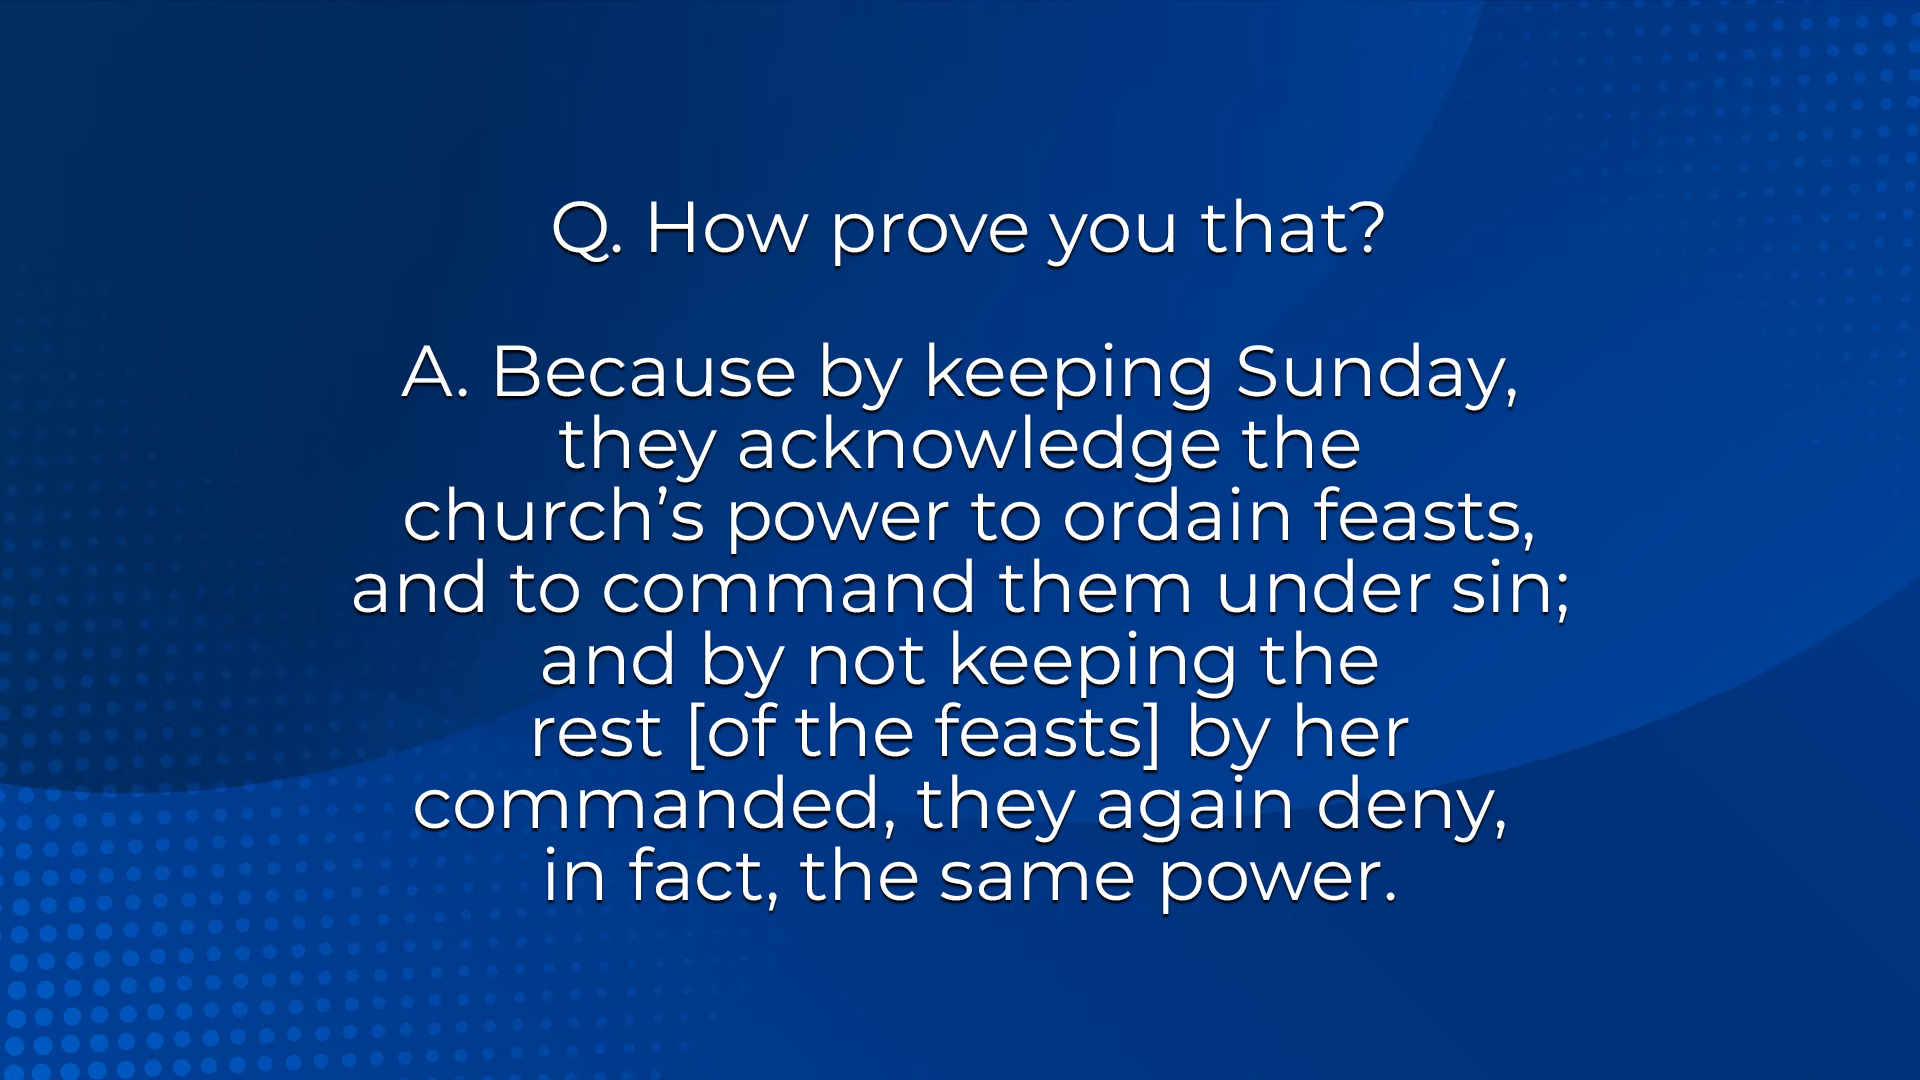 Q. How prove you that?
A. Because by keeping Sunday,
they acknowledge the
church’s power to ordain feasts,
and to command them under sin;
and by not keeping the
rest [of the feasts] by her
commanded, they again deny,
in fact, the same power.